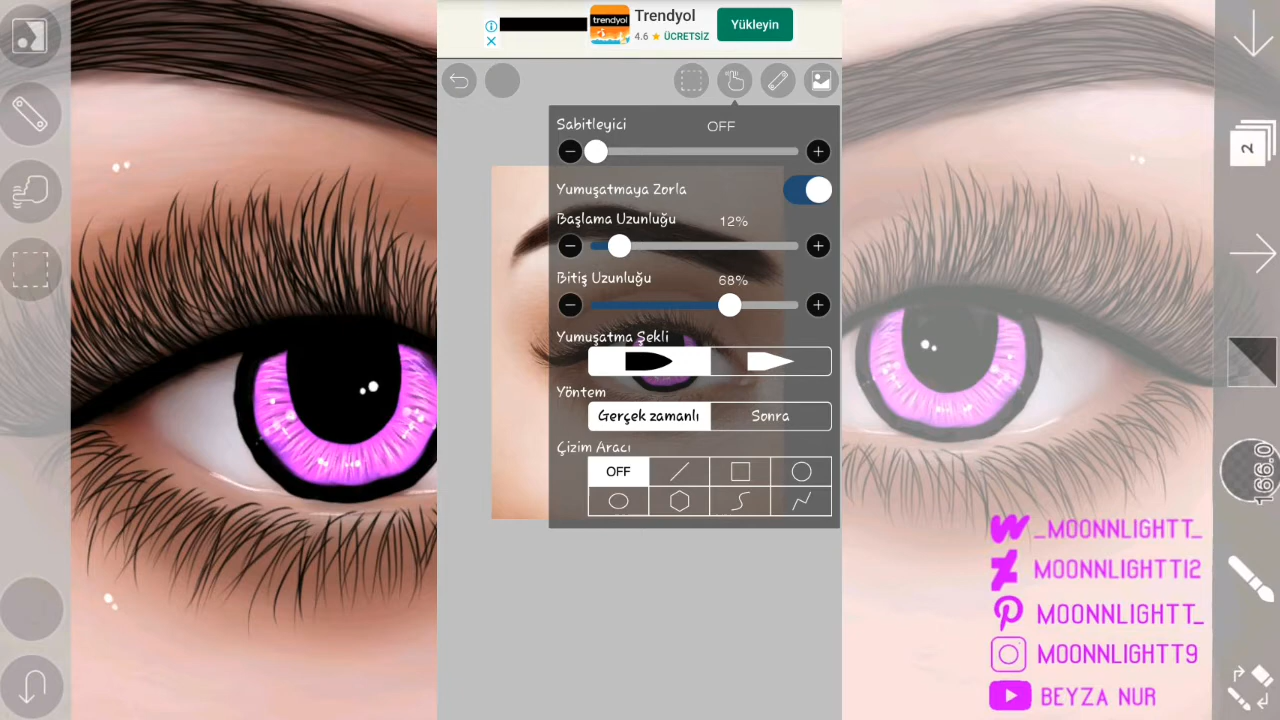 trendyol
Trendyol
4.6 ★ ÜCRETSİZ
Yükleyin
Sabitleyici OFF
Yumuşatmaya Zorla
Başlama Uzunluğu 12%
Bitiş Uzunluğu 68%
Yumuşatma Şekli
Yöntem
Gerçek zamanlı Sonra
Çizim Aracı
OFF
2
166.0
_MOONNLIGHTT_
MOONNLIGHTT12
MOONNLIGHTT_
MOONNLIGHTT9
BEYZA NUR